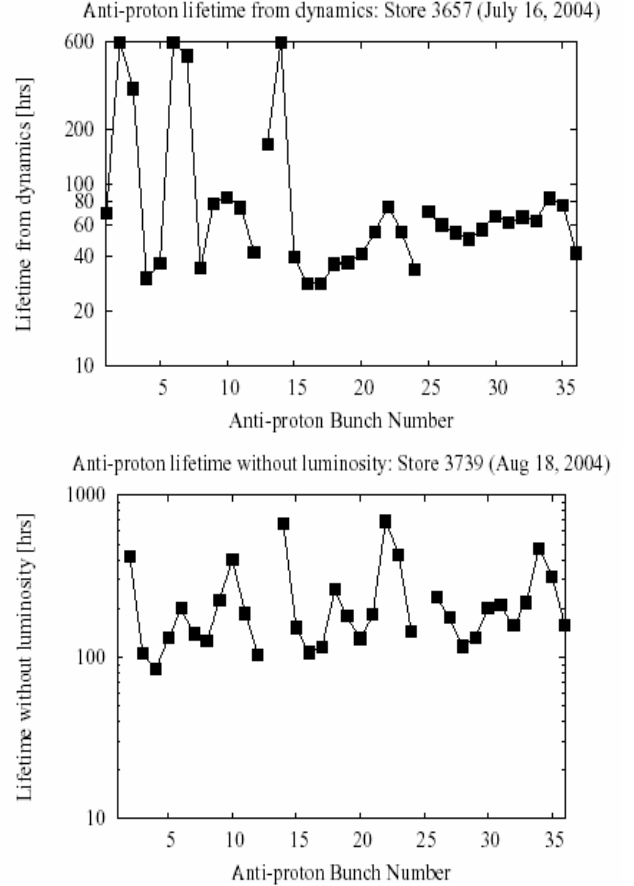 Anti-proton lifetime from dynamics: Store 3657 (July 16, 2004)
Lifetime from dynamics [hrs]
600
200
100
80
60
40
20
10
5 10 15 20 25 30 35
Anti-proton Bunch Number
Anti-proton lifetime without luminosity: Store 3739 (Aug 18, 2004)
Lifetime without luminosity [hrs]
1000
100
10
5 10 15 20 25 30 35
Anti-proton Bunch Number